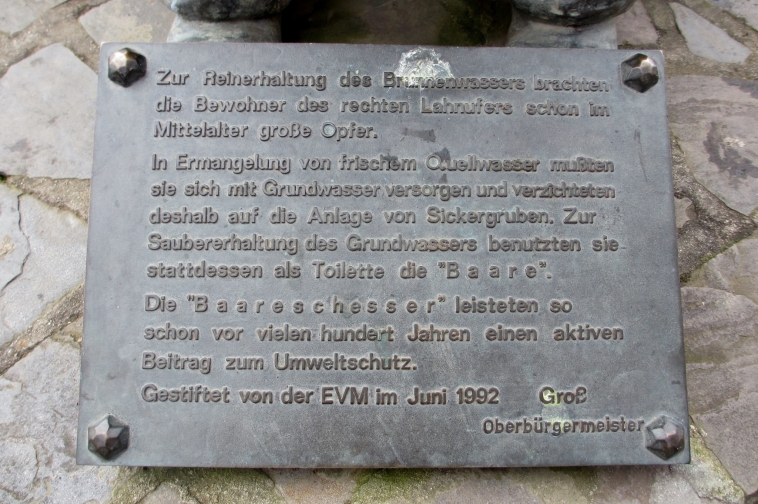 Zur Reinerhaltung des Brunnenwassers brachten
die Bewohner des rechten Lahnufers schon im
Mittelalter große Opfer.
In Ermangelung von frischem Quellwasser mußten
sie sich mit Grundwasser versorgen und verzichteten
deshalb auf die Anlage von Sickergruben. Zur
Saubererhaltung des Grundwassers benutzten sie
stattdessen als Toilette die "Baare".
Die "Baareschesser" leisteten so
schon vor vielen hundert Jahren einen aktiven
Beitrag zum Umweltschutz.
Gestiftet von der EVM im Juni 1992 Groß
Oberbürgermeister